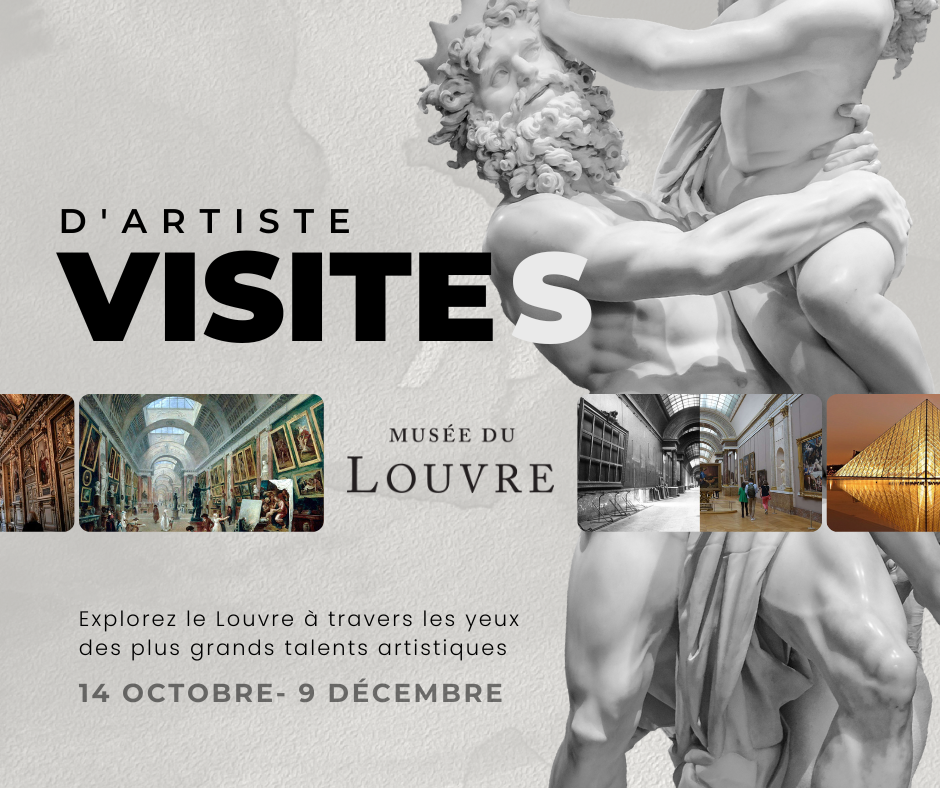 D'ARTISTE
VISITES
MUSÉE DU
LOUVRE
Explorez le Louvre à travers les yeux
des plus grands talents artistiques
14 OCTOBRE- 9 DÉCEMBRE